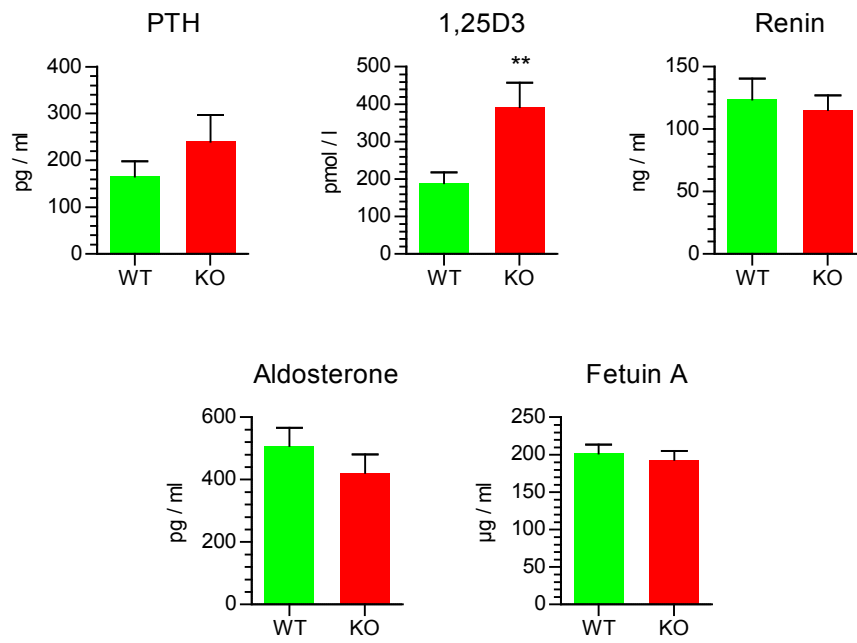 PTH
400
300
200
100
0
pg / ml
WT KO
1,25D3
**
500
400
300
200
100
0
pmol / l
WT KO
Renin
150
100
50
0
ng / ml
WT KO
Aldosterone
600
400
200
0
pg / ml
WT KO
Fetuin A
250
200
150
100
50
0
µg / ml
WT KO